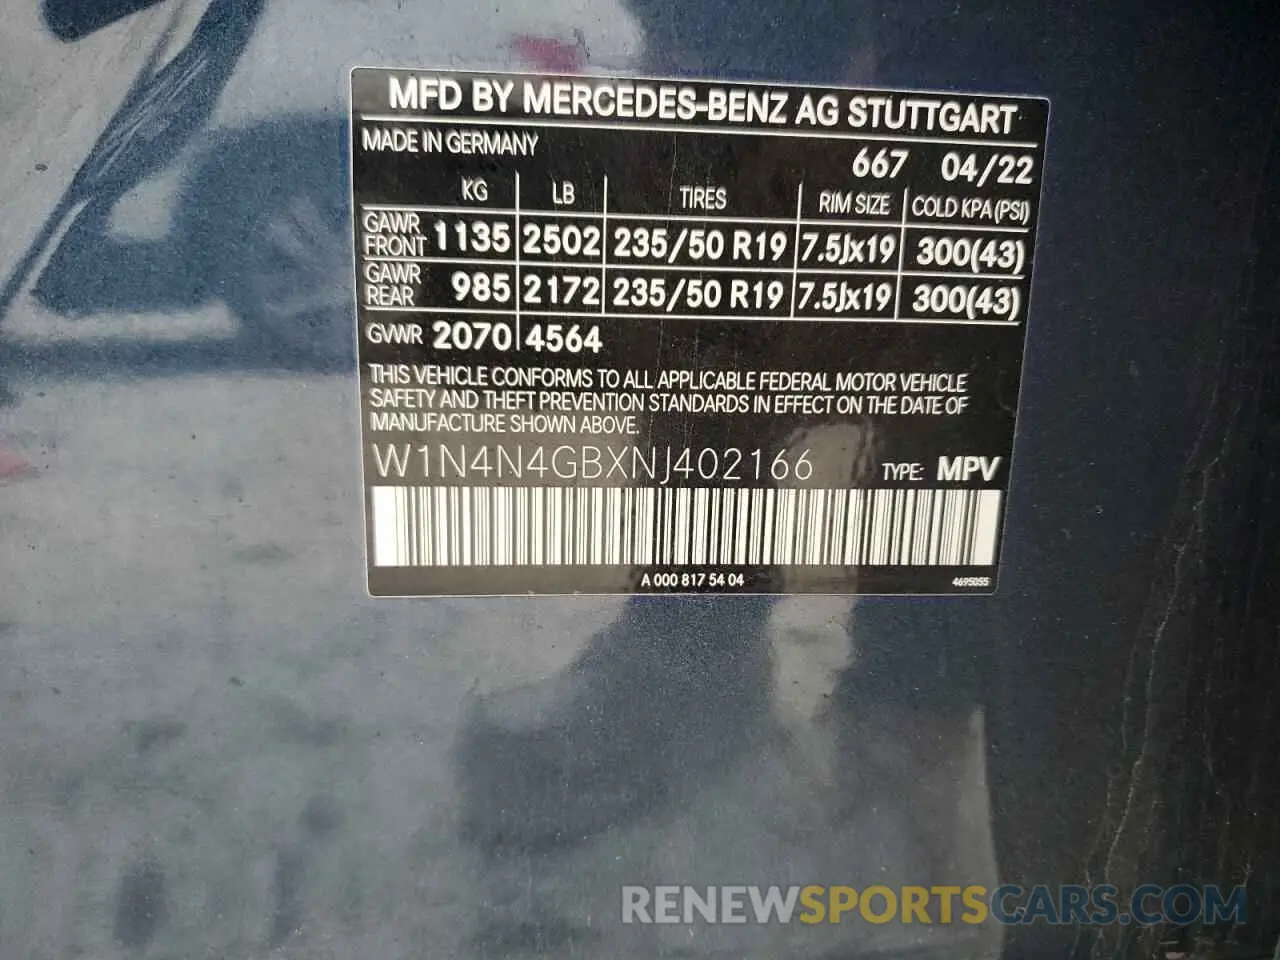 MFD BY MERCEDES-BENZ AG STUTTGART
MADE IN GERMANY
667 04/22
KG LB TIRES RIM SIZE COLD KPA (PSI)
GAWR FRONT 1135 2502 235/50 R19 7.5Jx19 300(43)
GAWR REAR 985 2172 235/50 R19 7.5Jx19 300(43)
GVWR 2070 4564
THIS VEHICLE CONFORMS TO ALL APPLICABLE FEDERAL MOTOR VEHICLE
SAFETY AND THEFT PREVENTION STANDARDS IN EFFECT ON THE DATE OF
MANUFACTURE SHOWN ABOVE.
W1N4N4GBXNJ402166 TYPE: MPV
A 000 817 54 04 4695055
RENEWSPORTSCARS.COM